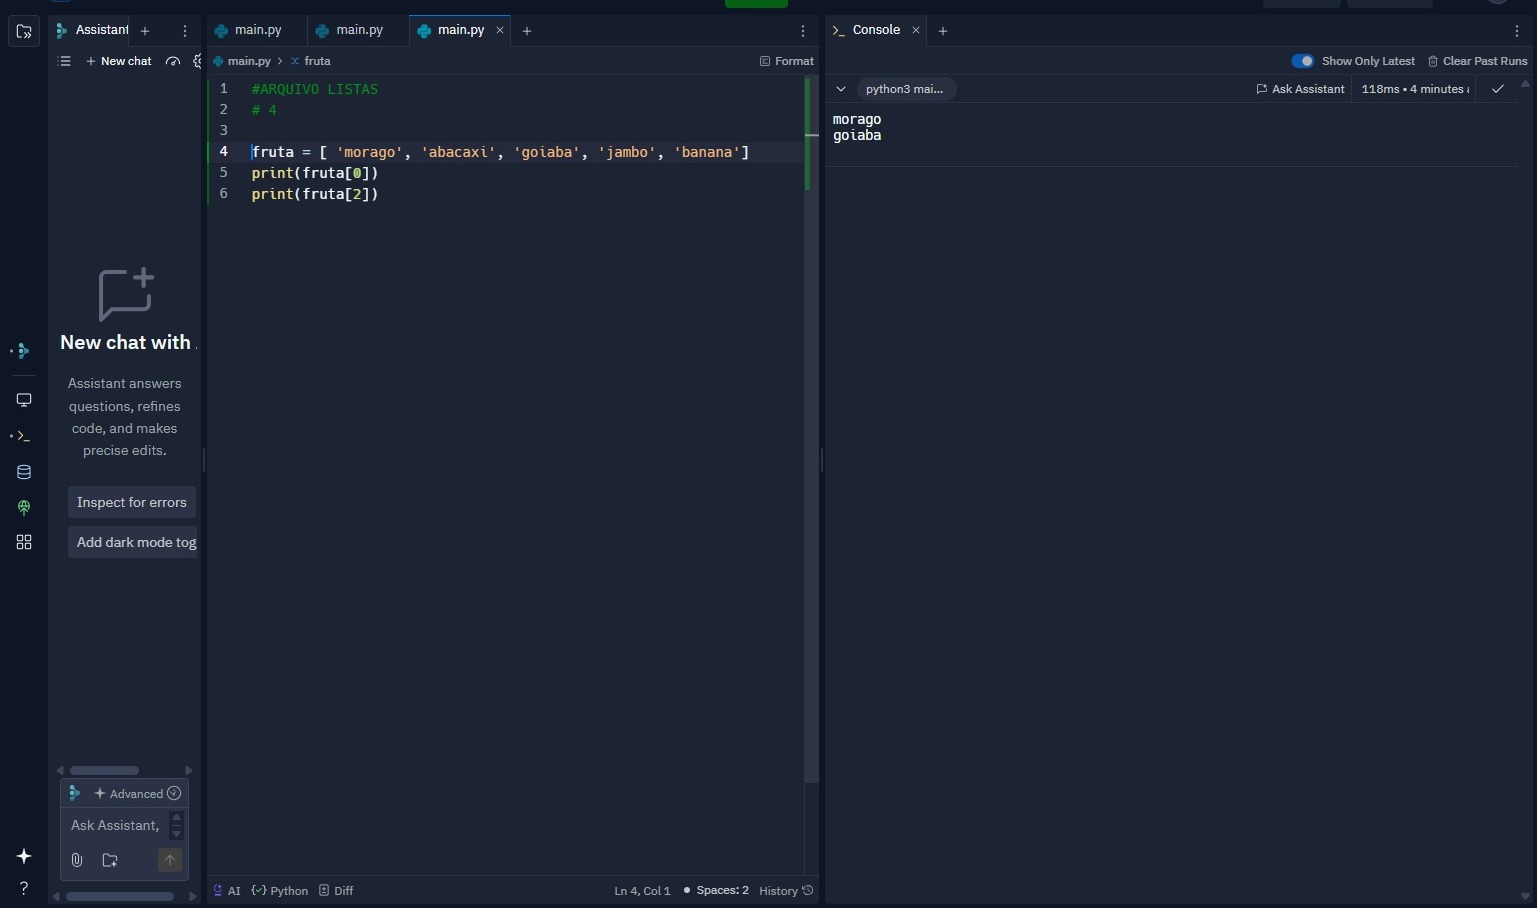 Assistant
main.py
main.py
main.py
Console
New chat
main.py > fruta
Format
Show Only Latest
Clear Past Runs
1 #ARQUIVO LISTAS
2 # 4
3
4 fruta = [ 'morago', 'abacaxi', 'goiaba', 'jambo', 'banana']
5 print(fruta[0])
6 print(fruta[2])
python3 mai...
Ask Assistant
118ms • 4 minutes a
morago
goiaba
New chat with
Assistant answers
questions, refines
code, and makes
precise edits.
Inspect for errors
Add dark mode tog
Advanced
Ask Assistant,
AI
Python
Diff
Ln 4, Col 1
Spaces: 2
History